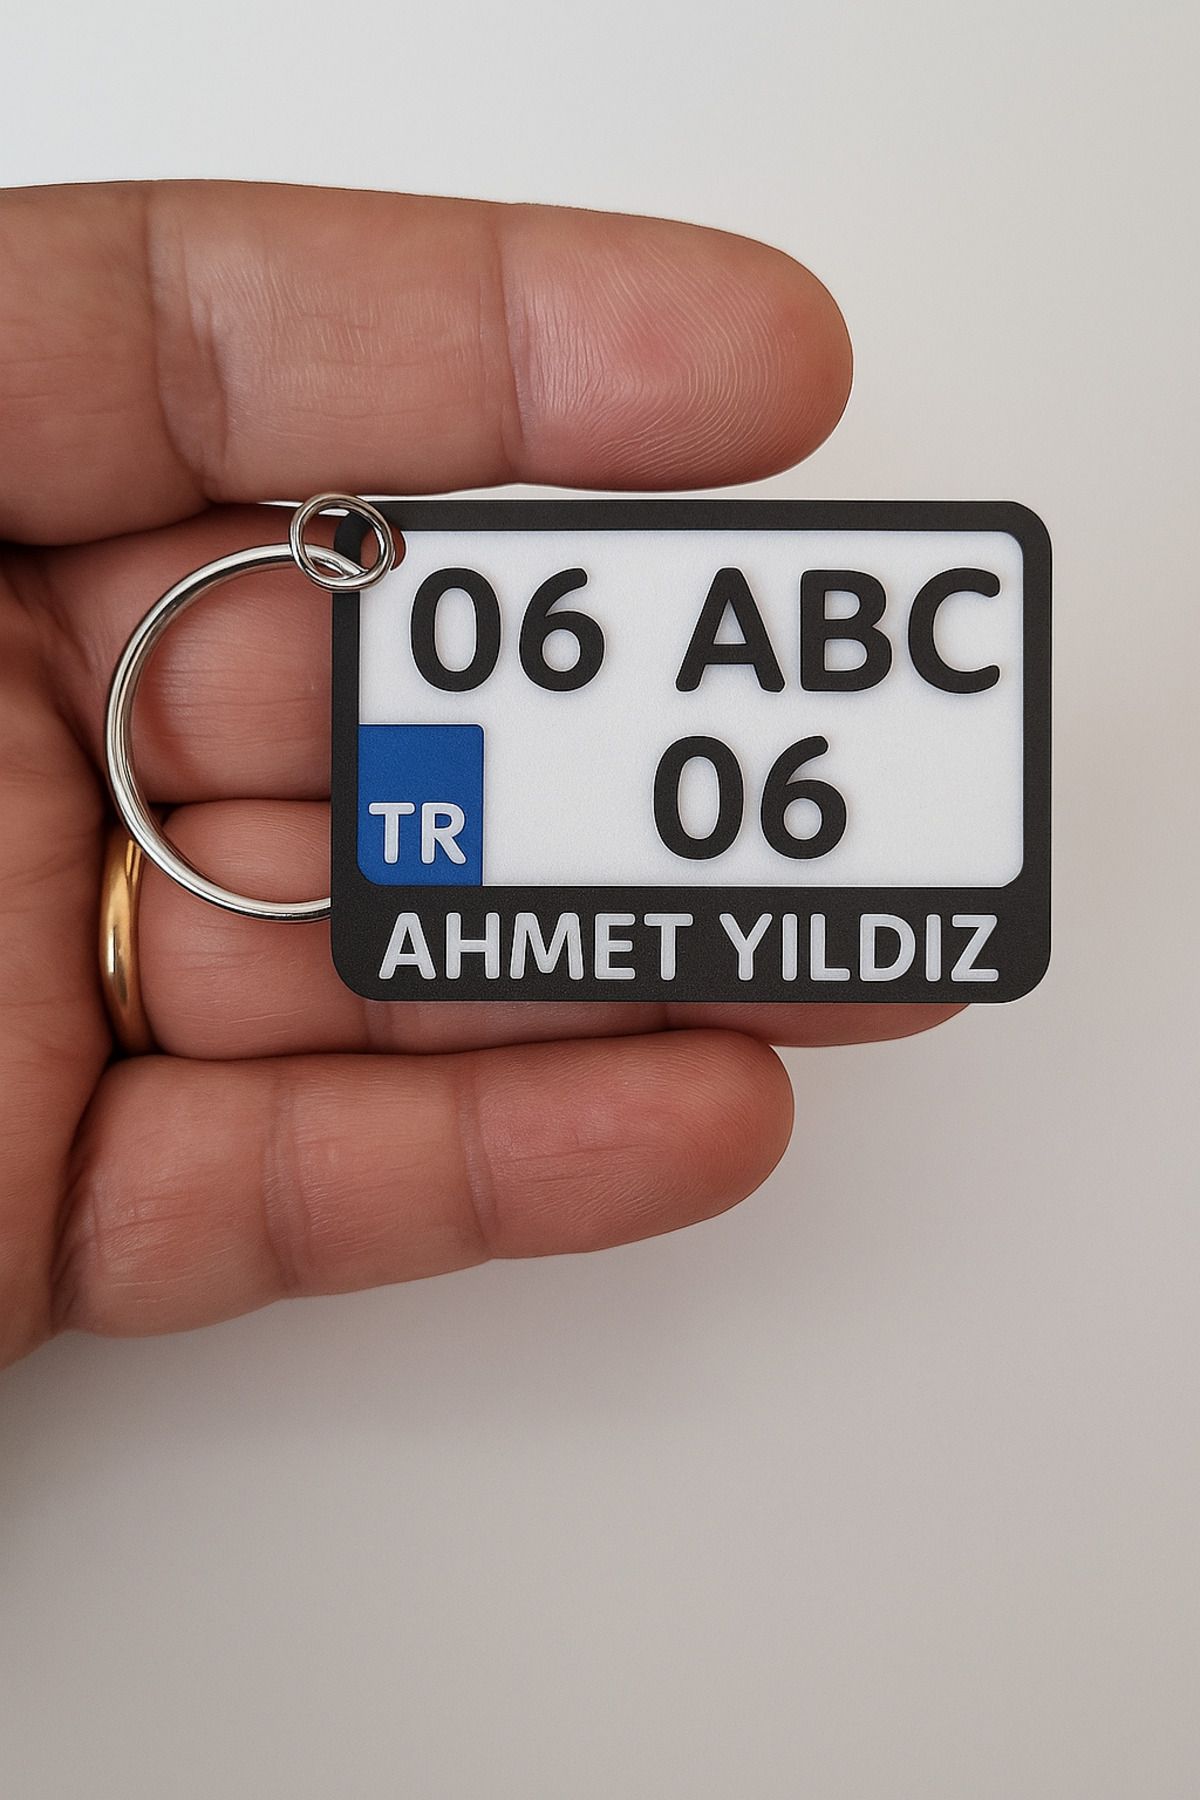 06 ABC
06
TR
AHMET YILDIZ